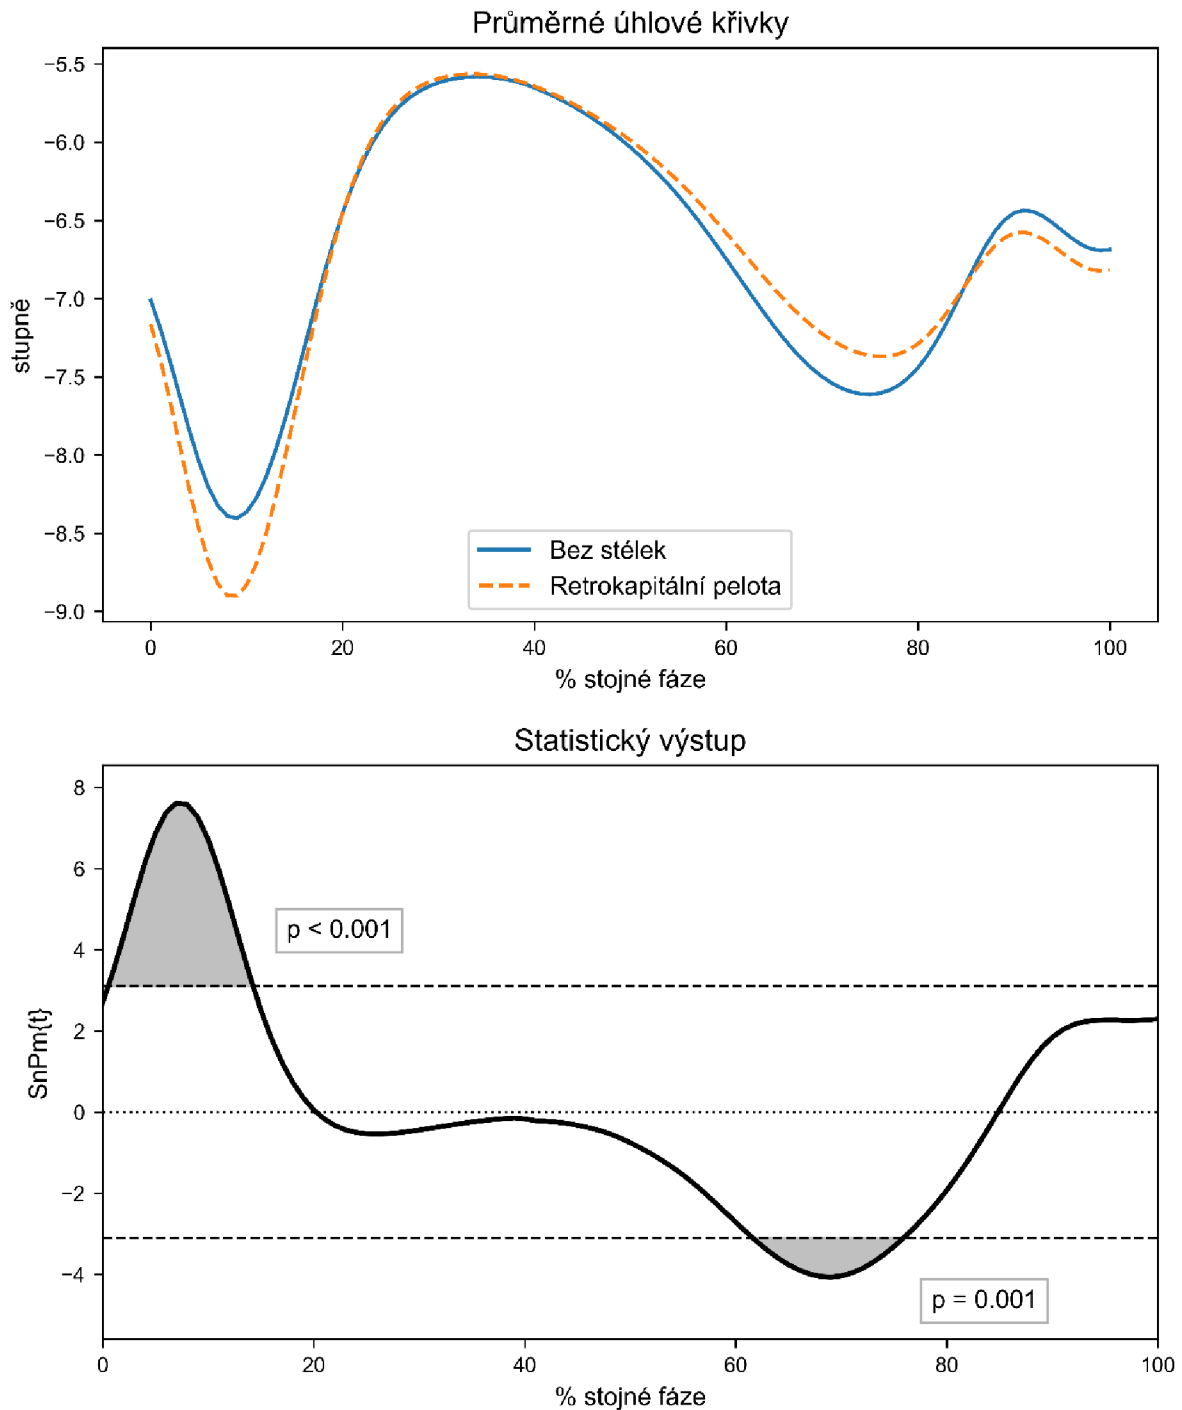 Průměrné úhlové křivky
−5.5
−6.0
−6.5
−7.0
−7.5
−8.0
−8.5
−9.0
stupně
Bez stélek
Retrokapitální pelota
0 20 40 60 80 100
% stojné fáze
Statistický výstup
8
6
4
2
0
−2
−4
SnPm{t}
p < 0.001
p = 0.001
0 20 40 60 80 100
% stojné fáze